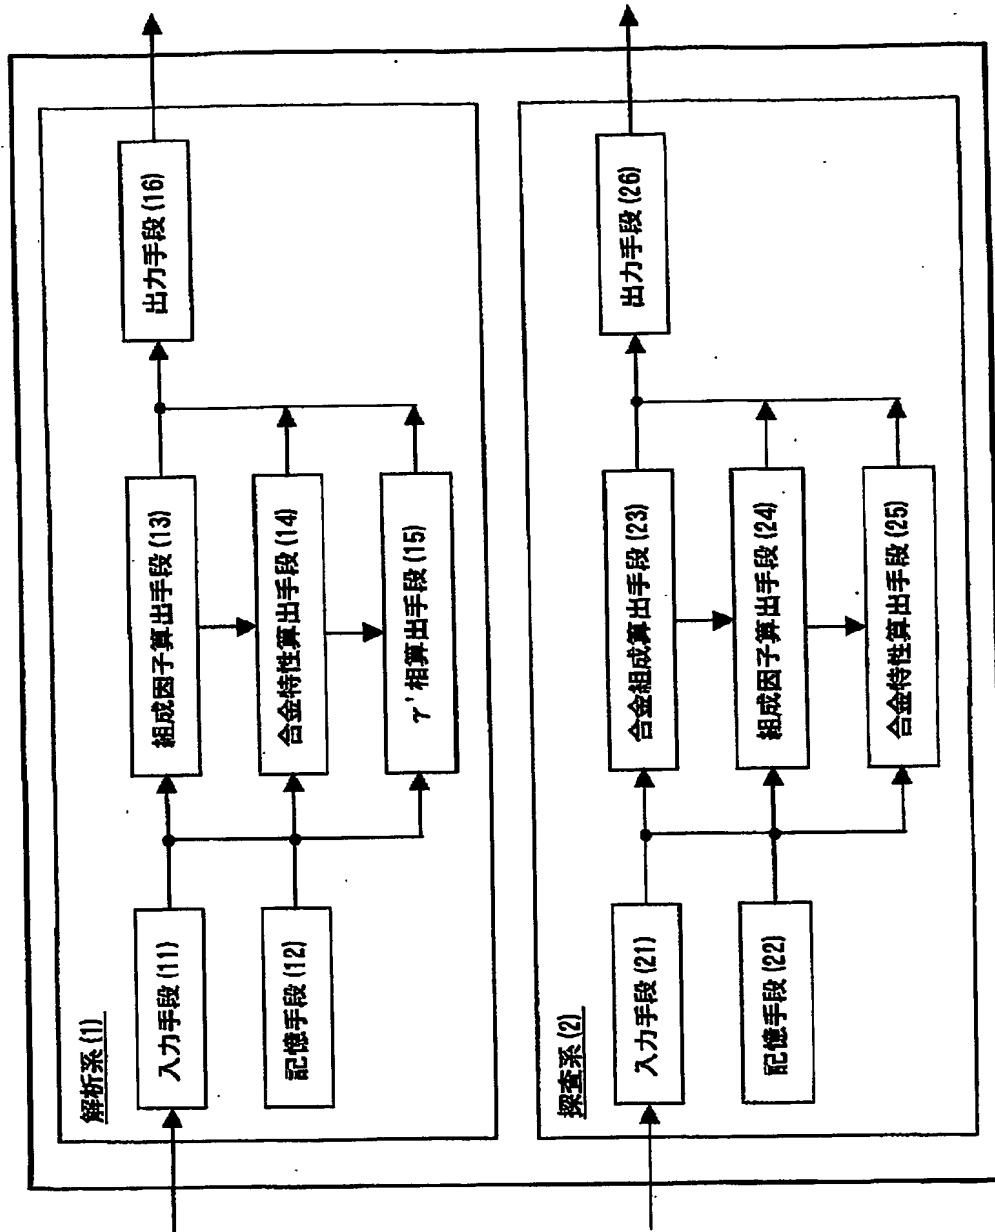 解析系(1)
入力手段(11)
記憶手段(12)
組成因子算出手段(13)
合金特性算出手段(14)
γ'相算出手段(15)
出力手段(16)
探査系(2)
入力手段(21)
記憶手段(22)
合金組成算出手段(23)
組成因子算出手段(24)
合金特性算出手段(25)
出力手段(26)